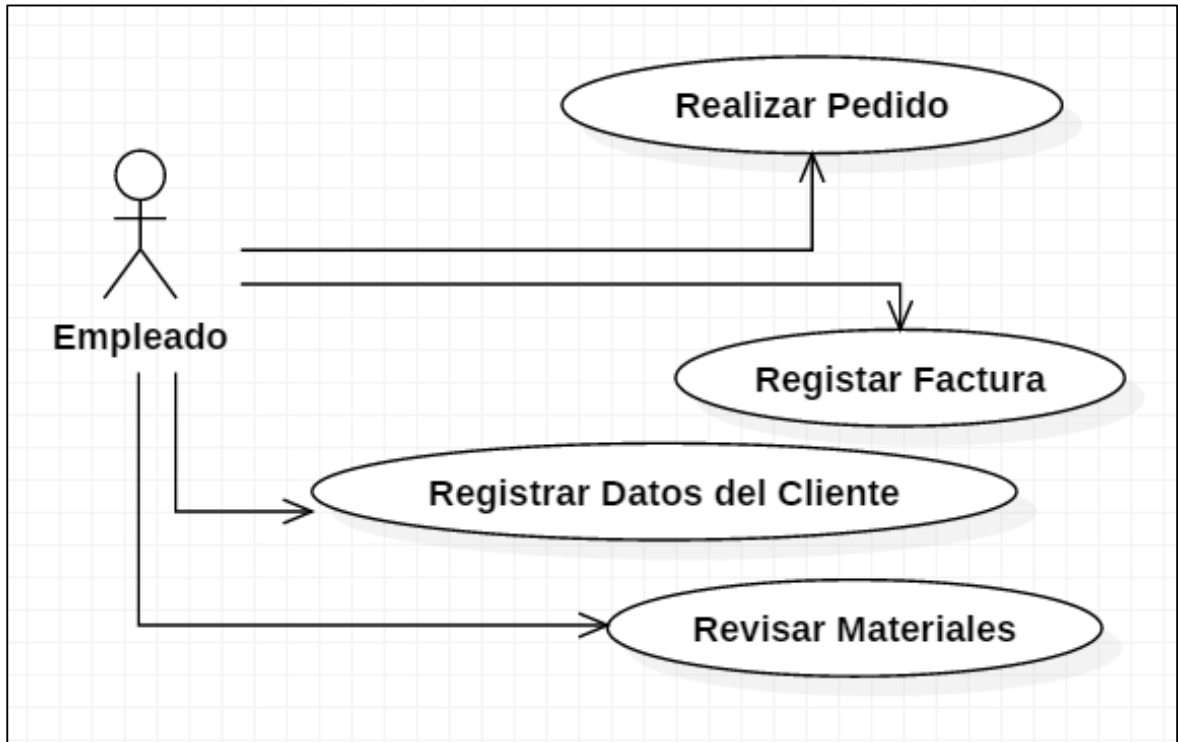 Realizar Pedido
Empleado
Registar Factura
Registrar Datos del Cliente
Revisar Materiales